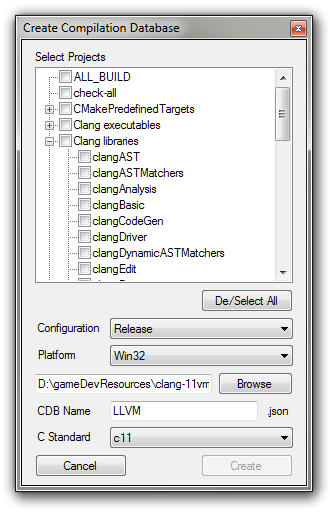 Create Compilation Database
Select Projects
ALL_BUILD
check-all
CMakePredefinedTargets
Clang executables
Clang libraries
clangAST
clangASTMatchers
clangAnalysis
clangBasic
clangCodeGen
clangDriver
clangDynamicASTMatchers
clangEdit
De/Select All
Configuration Release
Platform Win32
D:\gameDevResources\clang-11vm Browse
CDB Name LLVM .json
C Standard c11
Cancel Create